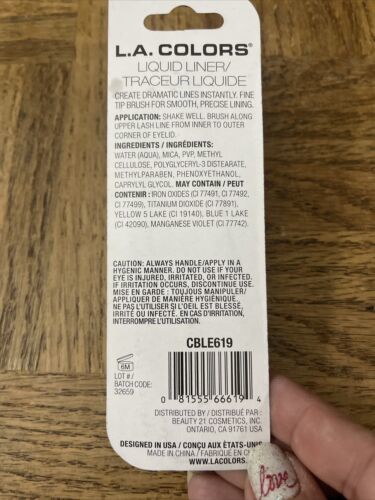 L.A. COLORS®
LIQUID LINER/
TRACEUR LIQUIDE
CREATE DRAMATIC LINES INSTANTLY. FINE
TIP BRUSH FOR SMOOTH, PRECISE LINING.
APPLICATION: SHAKE WELL. BRUSH ALONG
UPPER LASH LINE FROM INNER TO OUTER
CORNER OF EYELID.
INGREDIENTS / INGRÉDIENTS:
WATER (AQUA), MICA, PVP, METHYL
CELLULOSE, POLYGLYCERYL-3 DISTEARATE,
METHYLPARABEN, PHENOXYETHANOL,
CAPRYLYL GLYCOL. MAY CONTAIN / PEUT
CONTENIR : IRON OXIDES (CI 77491, CI 77492,
CI 77499), TITANIUM DIOXIDE (CI 77891),
YELLOW 5 LAKE (CI 19140), BLUE 1 LAKE
(CI 42090), MANGANESE VIOLET (CI 77742).
CAUTION: ALWAYS HANDLE/APPLY IN A
HYGENIC MANNER. DO NOT USE IF YOUR
EYE IS INJURED, IRRITATED, OR INFECTED.
IF IRRITATION OCCURS, DISCONTINUE USE.
MISE EN GARDE : TOUJOURS MANIPULER/
APPLIQUER DE MANIÈRE HYGIÉNIQUE.
NE PAS L'UTILISER SI L'OEIL EST BLESSÉ,
IRRITÉ OU INFECTÉ. EN CAS D'IRRITATION,
INTERROMPRE L'UTILISATION.
CBLE619
6M
LOT # /
BATCH CODE:
32659
0 81555 66619 4
DISTRIBUTED BY / DISTRIBUÉ PAR :
BEAUTY 21 COSMETICS, INC.
ONTARIO, CA 91761 USA
DESIGNED IN USA / CONÇU AUX ÉTATS-UNIS
MADE IN CHINA / FABRIQUÉ EN
WWW.LACOLORS.
love